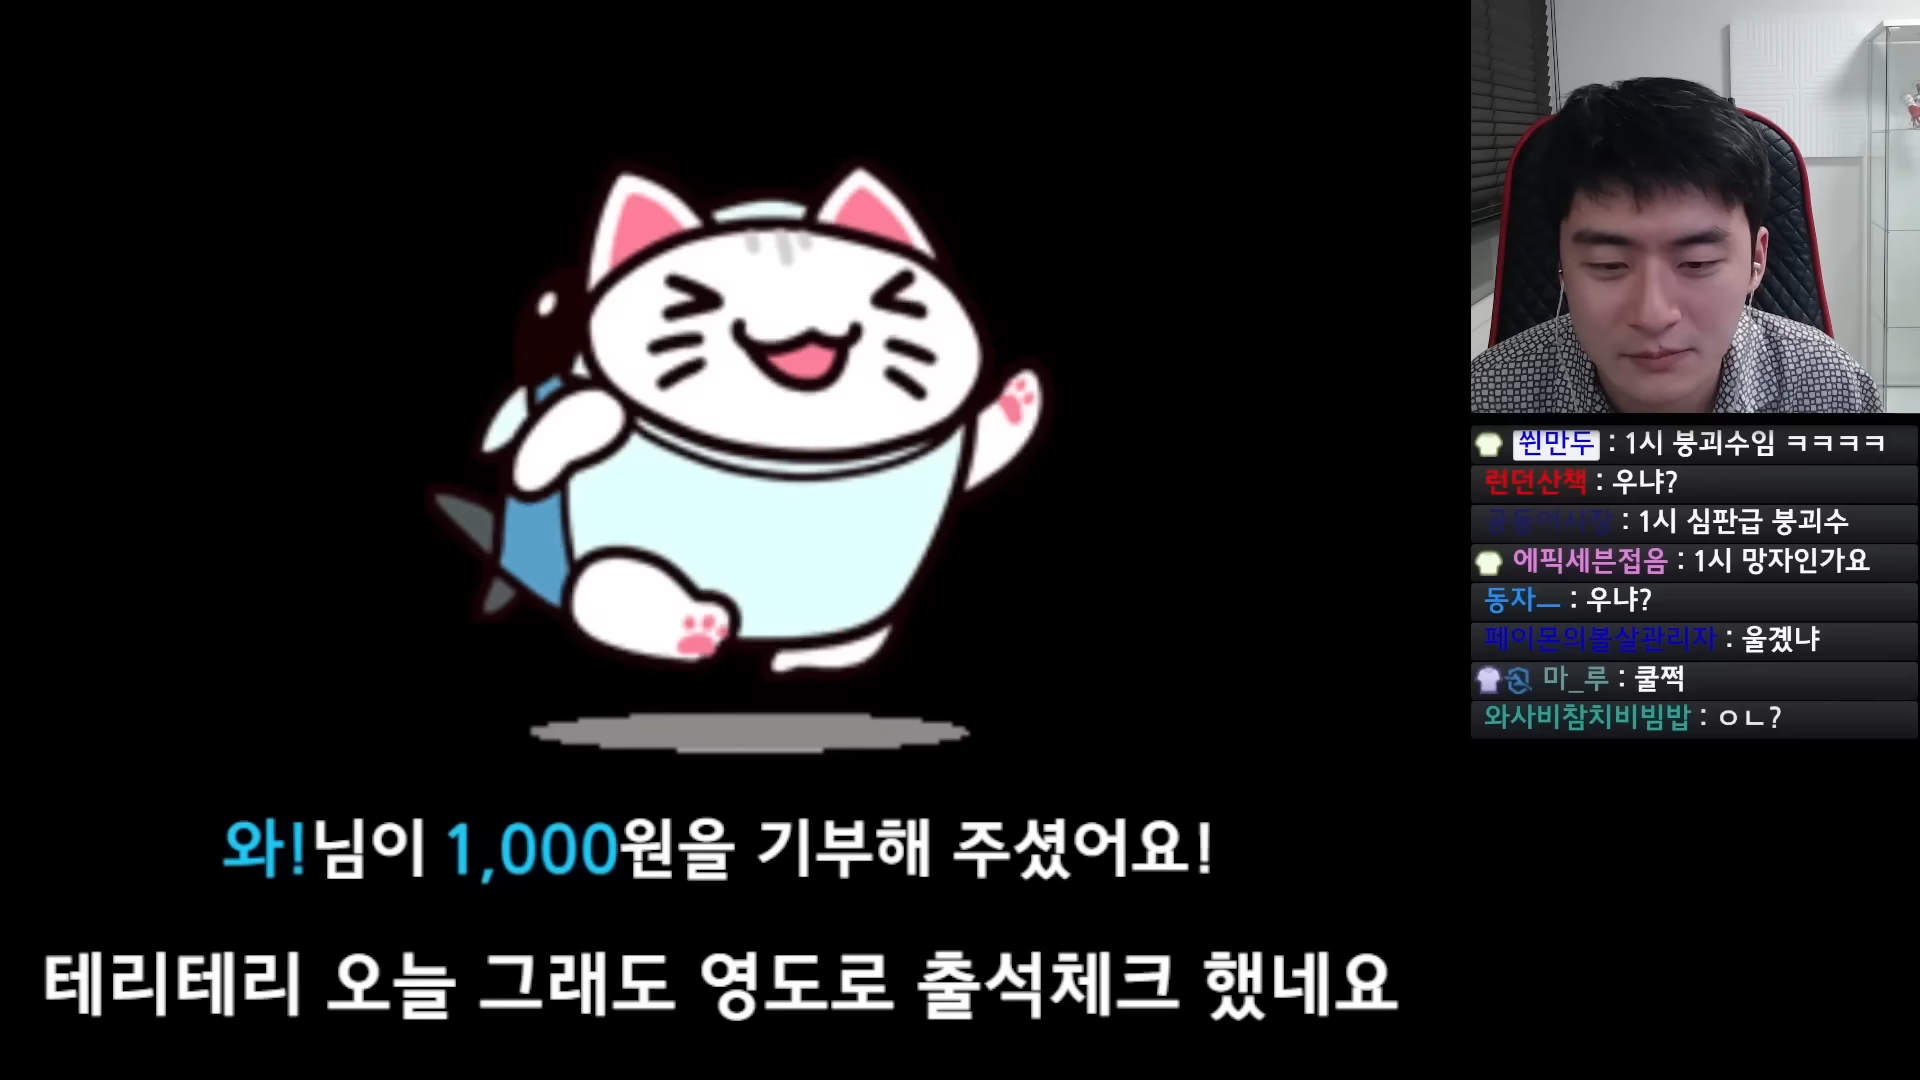 와!님이 1,000원을 기부해 주셨어요!
테리테리 오늘 그래도 영도로 출석체크 했네요
쒼만두 : 1시 붕괴수임 ㅋㅋㅋㅋ
런던산책 : 우냐?
: 1시 심판급 붕괴수
에픽세븐접음 : 1시 망자인가요
동자ㅡ : 우냐?
페이몬의볼살관리자 : 울곘냐
마_루 : 쿨쩍
와사비참치비빔밥 : ㅇㄴ?